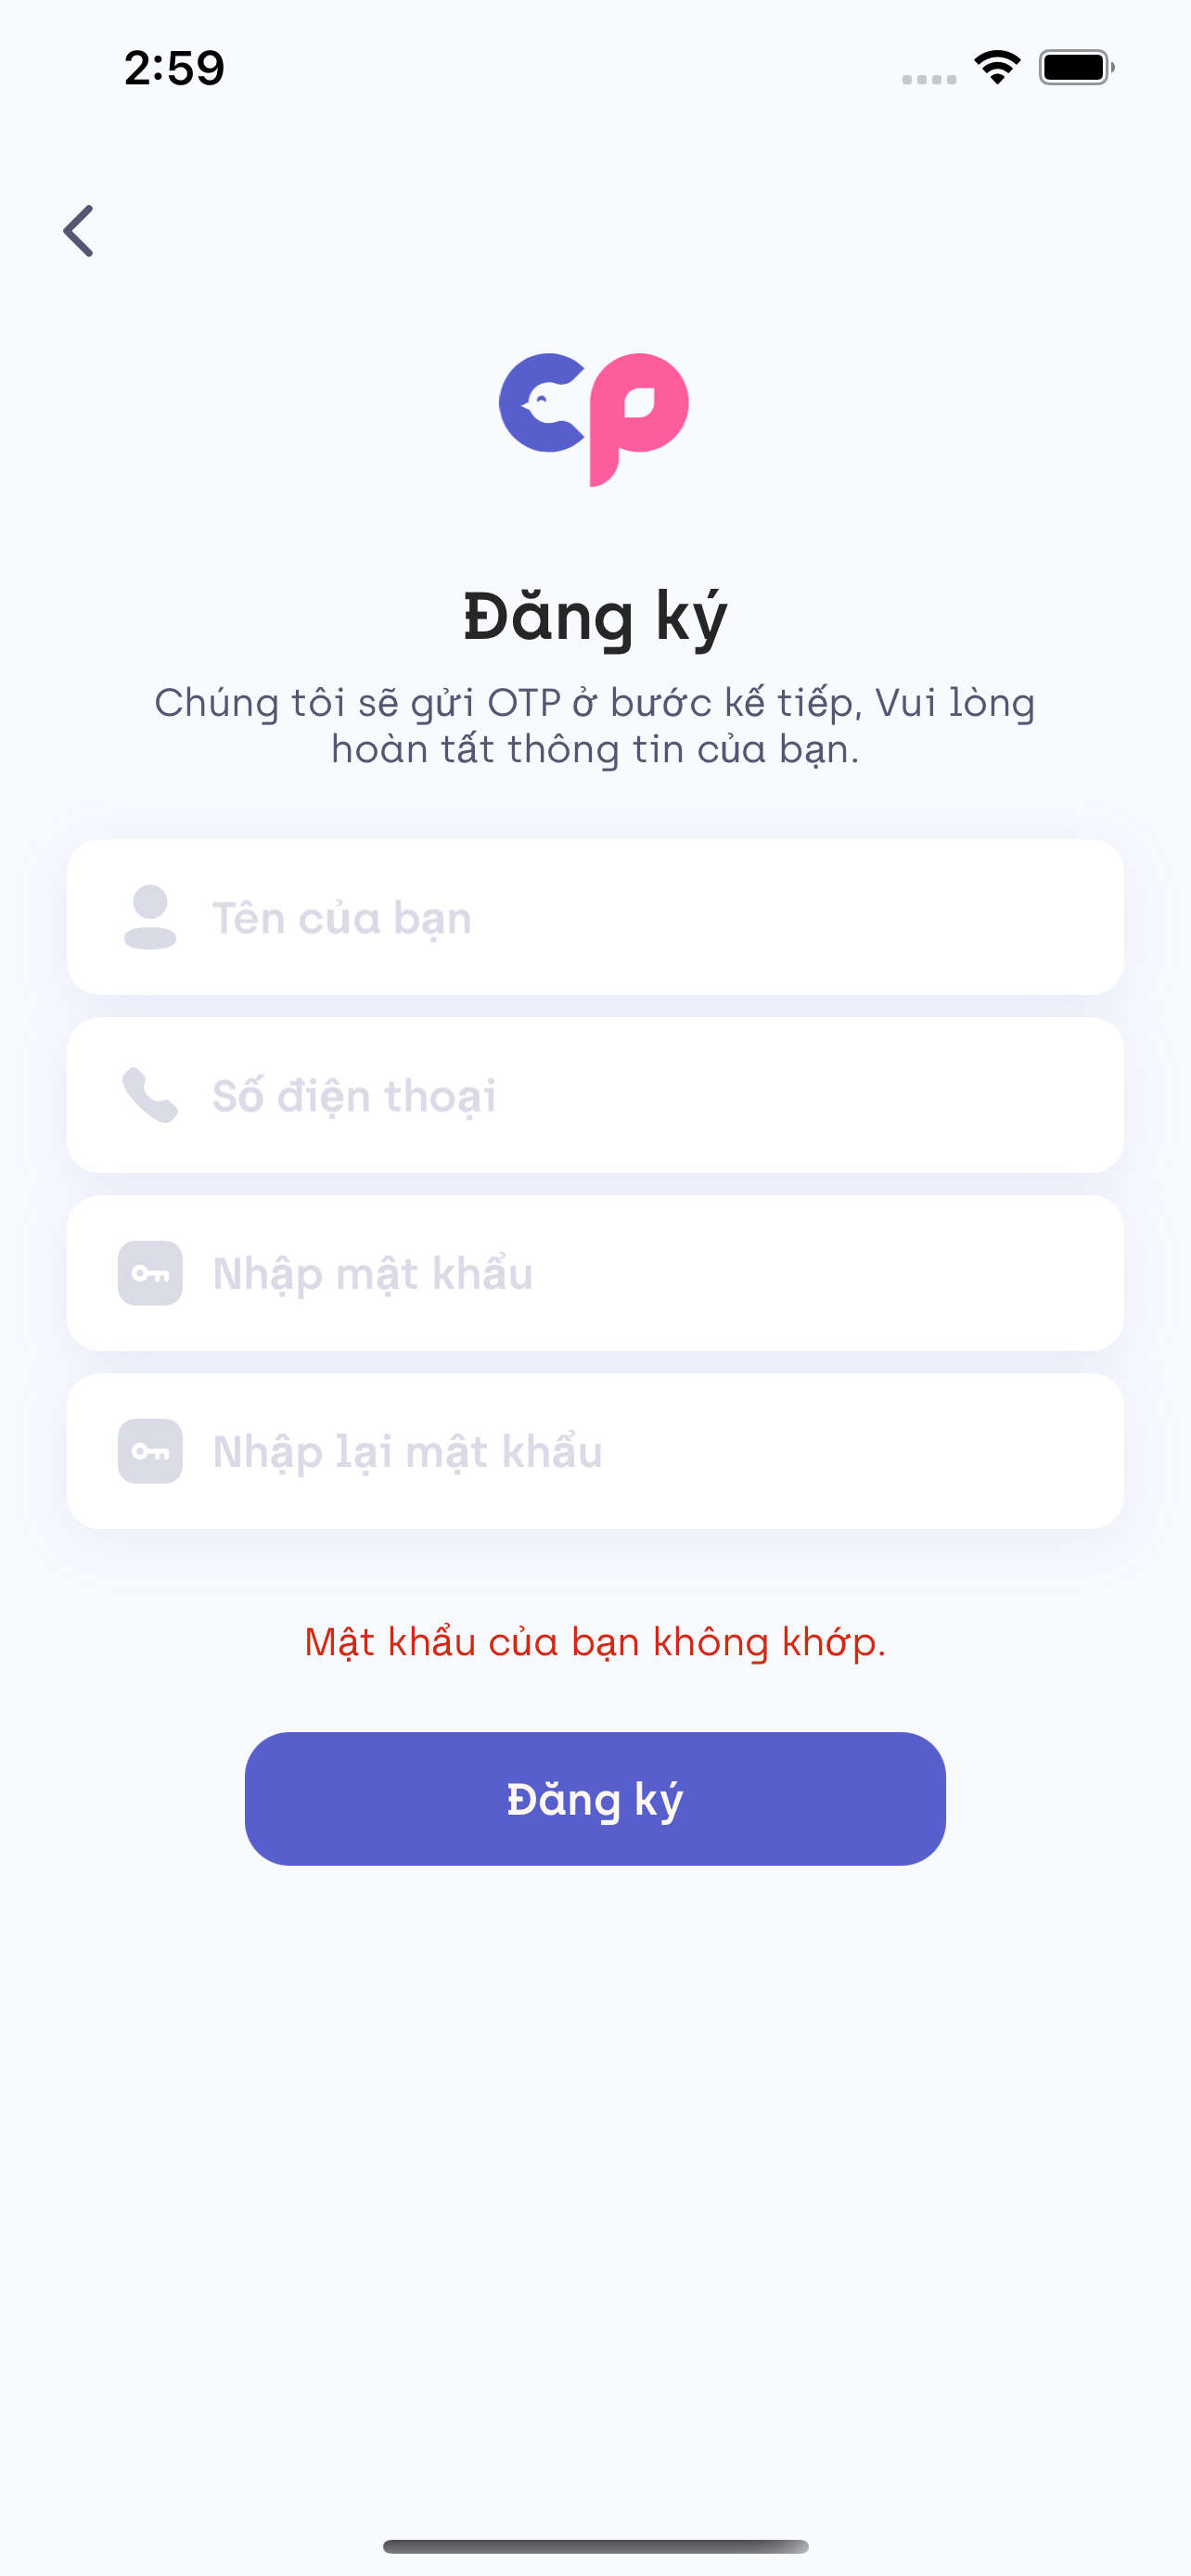 2:59
cp
Đăng ký
Chúng tôi sẽ gửi OTP ở bước kế tiếp, Vui lòng
hoàn tất thông tin của bạn.
Tên của bạn
Số điện thoại
Nhập mật khẩu
Nhập lại mật khẩu
Mật khẩu của bạn không khớp.
Đăng ký